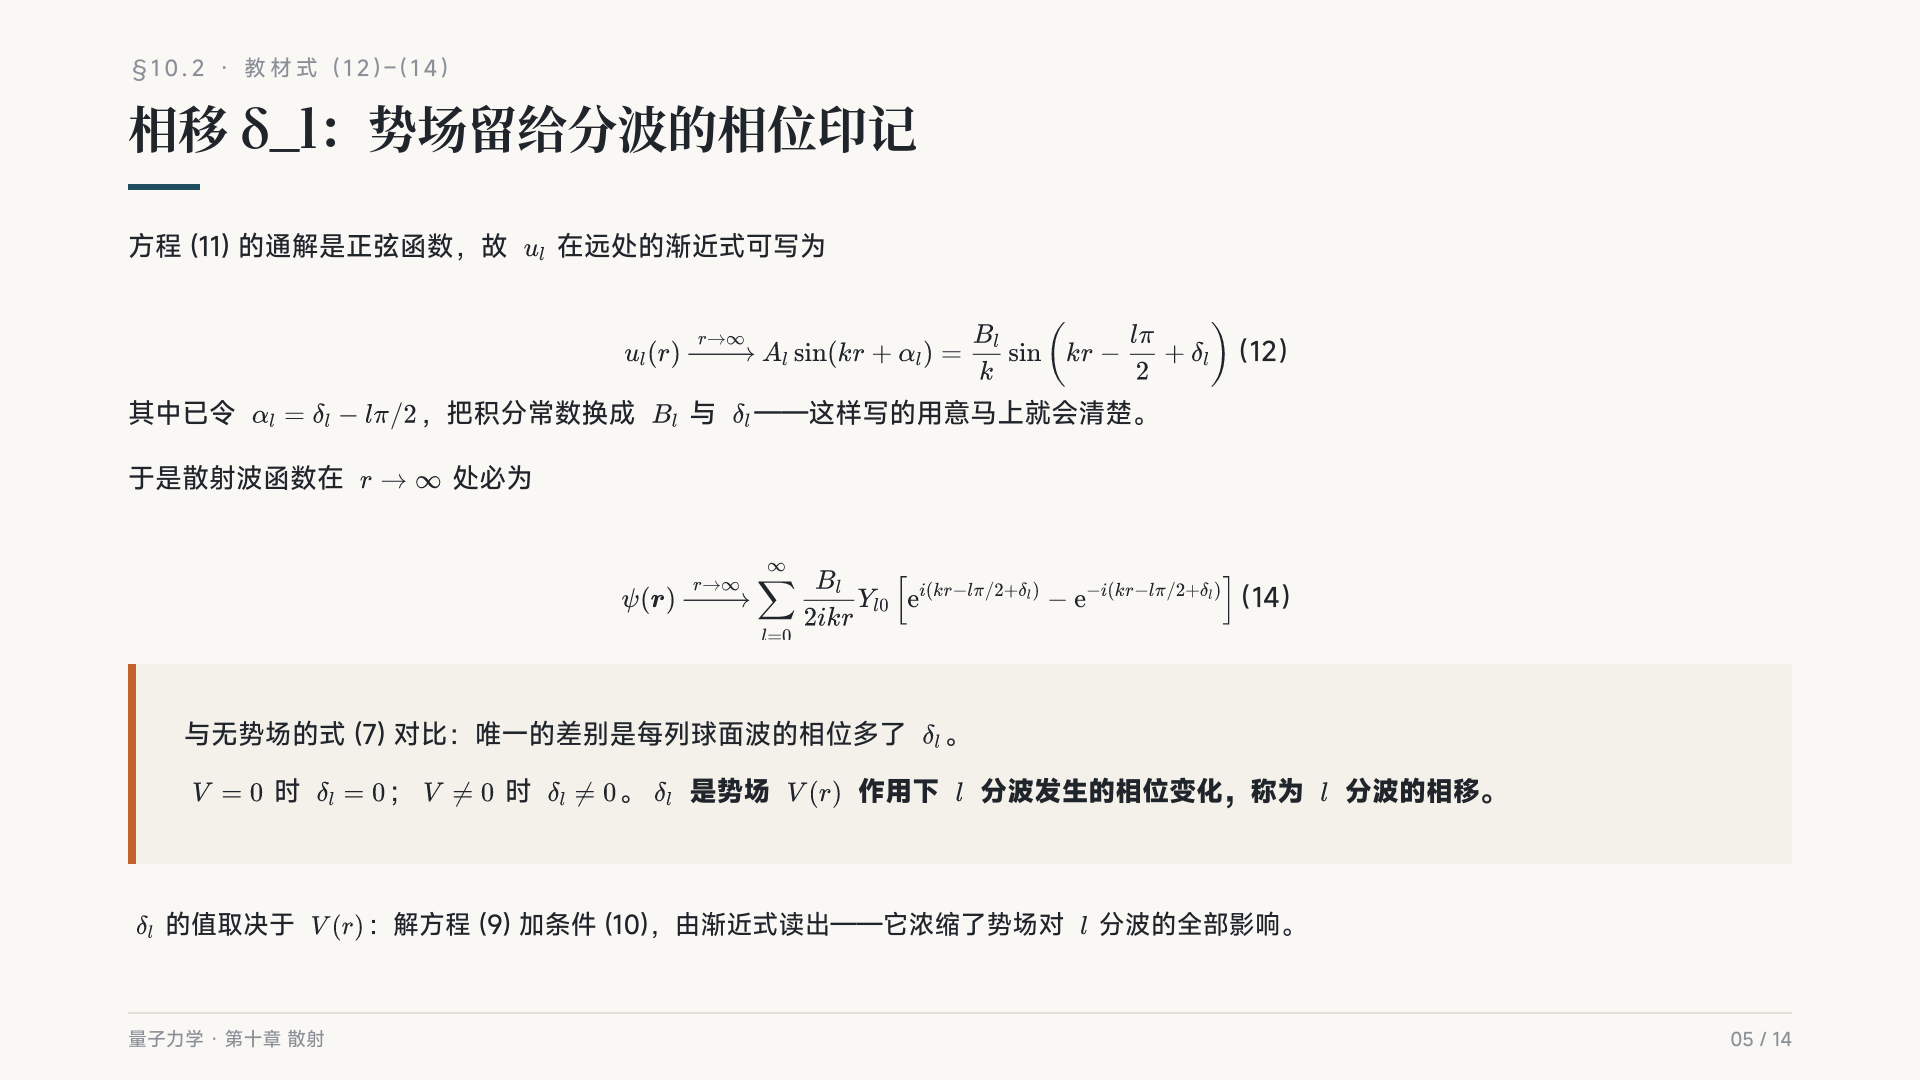 §10.2 · 教材式 (12)–(14)
相移 δ_l：势场留给分波的相位印记
方程 (11) 的通解是正弦函数，故 u_l 在远处的渐近式可写为
u_l(r) \xrightarrow{r→∞} A_l sin(kr + α_l) = \frac{B_l}{k} sin(kr − \frac{lπ}{2} + δ_l) (12)
其中已令 α_l = δ_l − lπ/2，把积分常数换成 B_l 与 δ_l——这样写的用意马上就会清楚。
于是散射波函数在 r → ∞ 处必为
ψ(r) \xrightarrow{r→∞} \sum_{l=0}^{∞} \frac{B_l}{2ikr} Y_{l0} [e^{i(kr−lπ/2+δ_l)} − e^{−i(kr−lπ/2+δ_l)}] (14)
与无势场的式 (7) 对比：唯一的差别是每列球面波的相位多了 δ_l。
V = 0 时 δ_l = 0；V ≠ 0 时 δ_l ≠ 0。δ_l 是势场 V(r) 作用下 l 分波发生的相位变化，称为 l 分波的相移。
δ_l 的值取决于 V(r)：解方程 (9) 加条件 (10)，由渐近式读出——它浓缩了势场对 l 分波的全部影响。
量子力学 · 第十章 散射
05 / 14